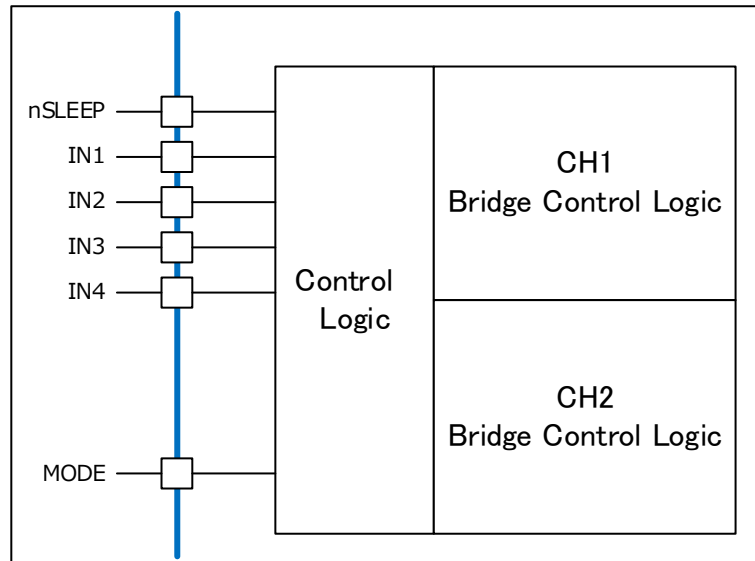 nSLEEP
IN1
IN2
IN3
IN4
MODE
Control
Logic
CH1
Bridge Control Logic
CH2
Bridge Control Logic